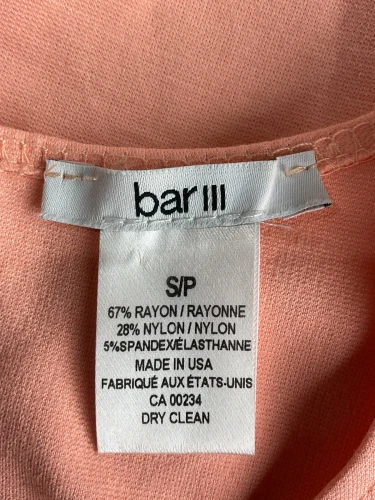 bar III
S/P
67% RAYON / RAYONNE
28% NYLON / NYLON
5%SPANDEX/ÉLASTHANNE
MADE IN USA
FABRIQUÉ AUX ÉTATS-UNIS
CA 00234
DRY CLEAN